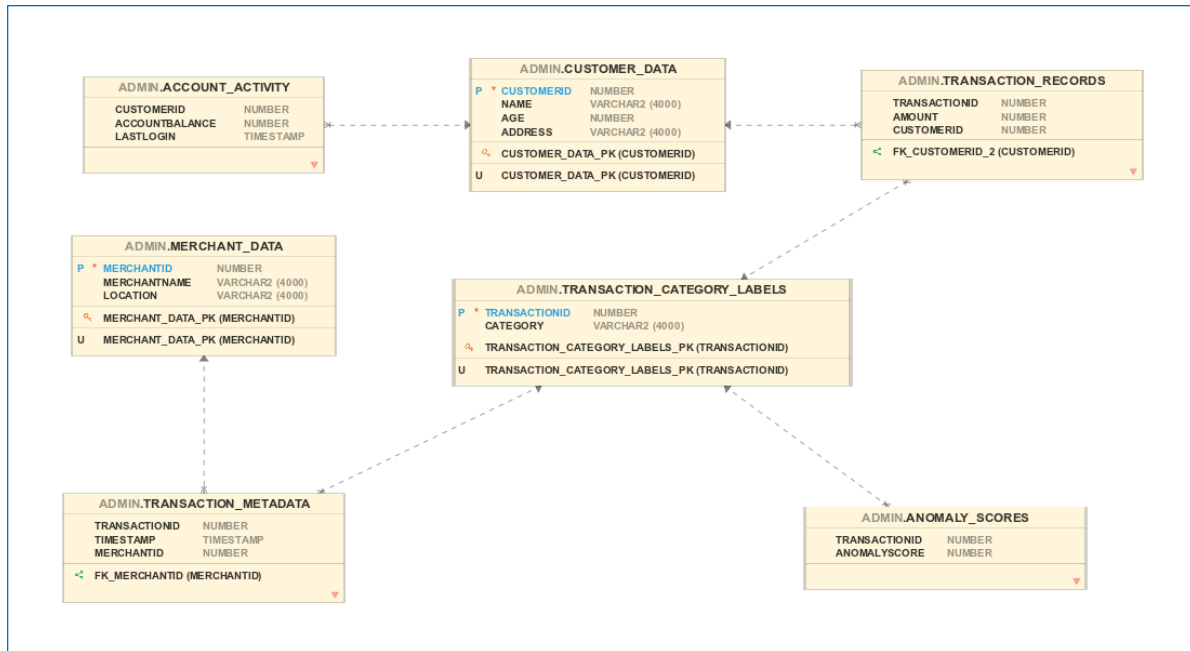 ADMIN.ACCOUNT_ACTIVITY
CUSTOMERID NUMBER
ACCOUNTBALANCE NUMBER
LASTLOGIN TIMESTAMP
ADMIN.CUSTOMER_DATA
P * CUSTOMERID NUMBER
NAME VARCHAR2 (4000)
AGE NUMBER
ADDRESS VARCHAR2 (4000)
CUSTOMER_DATA_PK (CUSTOMERID)
U CUSTOMER_DATA_PK (CUSTOMERID)
ADMIN.TRANSACTION_RECORDS
TRANSACTIONID NUMBER
AMOUNT NUMBER
CUSTOMERID NUMBER
FK_CUSTOMERID_2 (CUSTOMERID)
ADMIN.MERCHANT_DATA
P * MERCHANTID NUMBER
MERCHANTNAME VARCHAR2 (4000)
LOCATION VARCHAR2 (4000)
MERCHANT_DATA_PK (MERCHANTID)
U MERCHANT_DATA_PK (MERCHANTID)
ADMIN.TRANSACTION_CATEGORY_LABELS
P * TRANSACTIONID NUMBER
CATEGORY VARCHAR2 (4000)
TRANSACTION_CATEGORY_LABELS_PK (TRANSACTIONID)
U TRANSACTION_CATEGORY_LABELS_PK (TRANSACTIONID)
ADMIN.TRANSACTION_METADATA
TRANSACTIONID NUMBER
TIMESTAMP TIMESTAMP
MERCHANTID NUMBER
FK_MERCHANTID (MERCHANTID)
ADMIN.ANOMALY_SCORES
TRANSACTIONID NUMBER
ANOMALYSCORE NUMBER